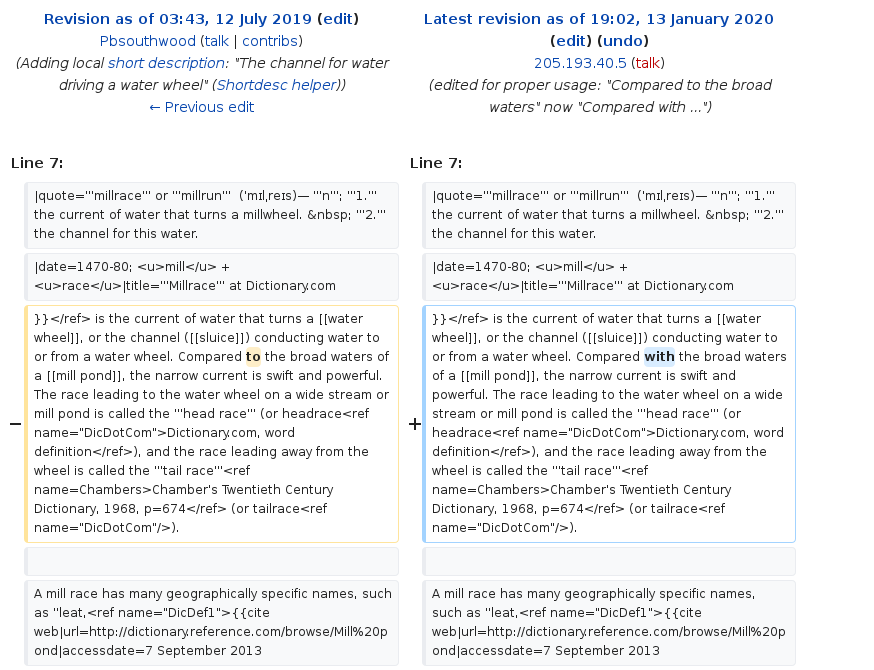 Revision as of 03:43, 12 July 2019 (edit)
Pbsouthwood (talk | contribs)
(Adding local short description: "The channel for water
driving a water wheel" (Shortdesc helper))
← Previous edit
Latest revision as of 19:02, 13 January 2020
(edit) (undo)
205.193.40.5 (talk)
(edited for proper usage: "Compared to the broad
waters" now "Compared with ...")
Line 7:
Line 7:
|quote='''millrace''' or '''millrun'''  ('mɪlˌreɪs)— '''n'''; '''1.'''
the current of water that turns a millwheel. &nbsp; '''2.'''
the channel for this water.
|quote='''millrace''' or '''millrun'''  ('mɪlˌreɪs)— '''n'''; '''1.'''
the current of water that turns a millwheel. &nbsp; '''2.'''
the channel for this water.
|date=1470-80; <u>mill</u> +
<u>race</u>|title='''Millrace''' at Dictionary.com
|date=1470-80; <u>mill</u> +
<u>race</u>|title='''Millrace''' at Dictionary.com
−
}}</ref> is the current of water that turns a [[water
wheel]], or the channel ([[sluice]]) conducting water to
or from a water wheel. Compared to the broad waters of
a [[mill pond]], the narrow current is swift and powerful.
The race leading to the water wheel on a wide stream or
mill pond is called the '''head race''' (or headrace<ref
name="DicDotCom">Dictionary.com, word
definition</ref>), and the race leading away from the
wheel is called the '''tail race'''<ref
name=Chambers>Chamber's Twentieth Century
Dictionary, 1968, p=674</ref> (or tailrace<ref
name="DicDotCom"/>).
+
}}</ref> is the current of water that turns a [[water
wheel]], or the channel ([[sluice]]) conducting water to
or from a water wheel. Compared with the broad waters
of a [[mill pond]], the narrow current is swift and
powerful. The race leading to the water wheel on a wide
stream or mill pond is called the '''head race''' (or
headrace<ref name="DicDotCom">Dictionary.com, word
definition</ref>), and the race leading away from the
wheel is called the '''tail race'''<ref
name=Chambers>Chamber's Twentieth Century
Dictionary, 1968, p=674</ref> (or tailrace<ref
name="DicDotCom"/>).
A mill race has many geographically specific names, such
as ''leat,<ref name="DicDef1">{{cite
web|url=http://dictionary.reference.com/browse/Mill%20p
ond|accessdate=7 September 2013
A mill race has many geographically specific names,
such as ''leat,<ref name="DicDef1">{{cite
web|url=http://dictionary.reference.com/browse/Mill%20p
ond|accessdate=7 September 2013